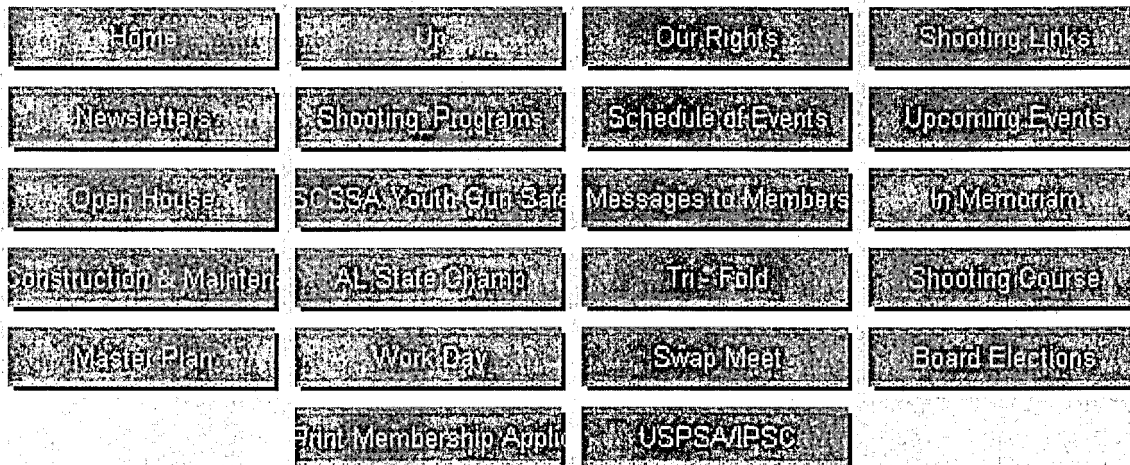 Home Up Our Rights Shooting Links
Newsletters Shooting Programs Schedule of Events Upcoming Events
Open House SCSSA Youth Gun Safe Messages to Members In Memoriam
Construction & Mainten AL State Champ Tri-Fold Shooting Course
Master Plan Work Day Swap Meet Board Elections
Print Membership Applic USPSA/IPSC